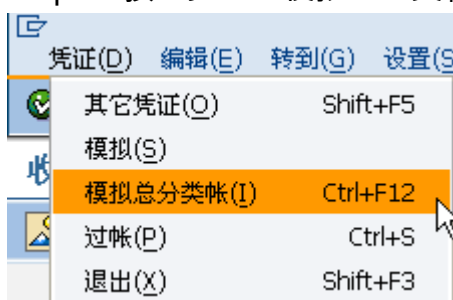 凭证(D) 编辑(E) 转到(G) 设置(S
其它凭证(O) Shift+F5
模拟(S)
模拟总分类帐(I) Ctrl+F12
过帐(P) Ctrl+S
退出(X) Shift+F3